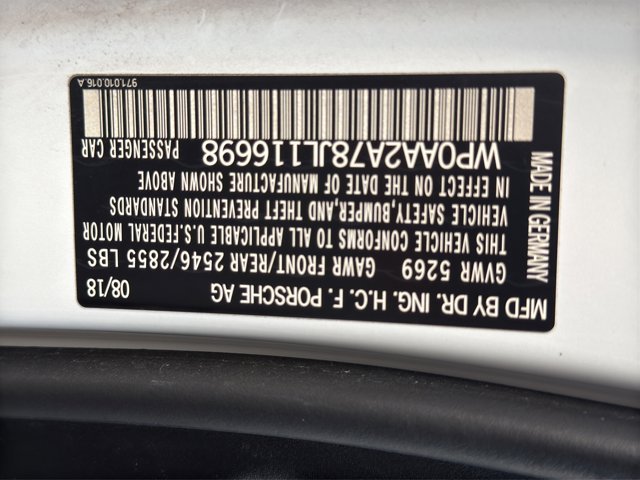 MFD BY DR. ING. H.C. F. PORSCHE AG 08/18
GVWR 5269 GAWR FRONT/REAR 2546/2855 LBS
THIS VEHICLE CONFORMS TO ALL APPLICABLE U.S. FEDERAL MOTOR
VEHICLE SAFETY,BUMPER,AND THEFT PREVENTION STANDARDS
IN EFFECT ON THE DATE OF MANUFACTURE SHOWN ABOVE
WP0AA2A78JL116698 PASSENGER CAR
MADE IN GERMANY
971.010.016.A